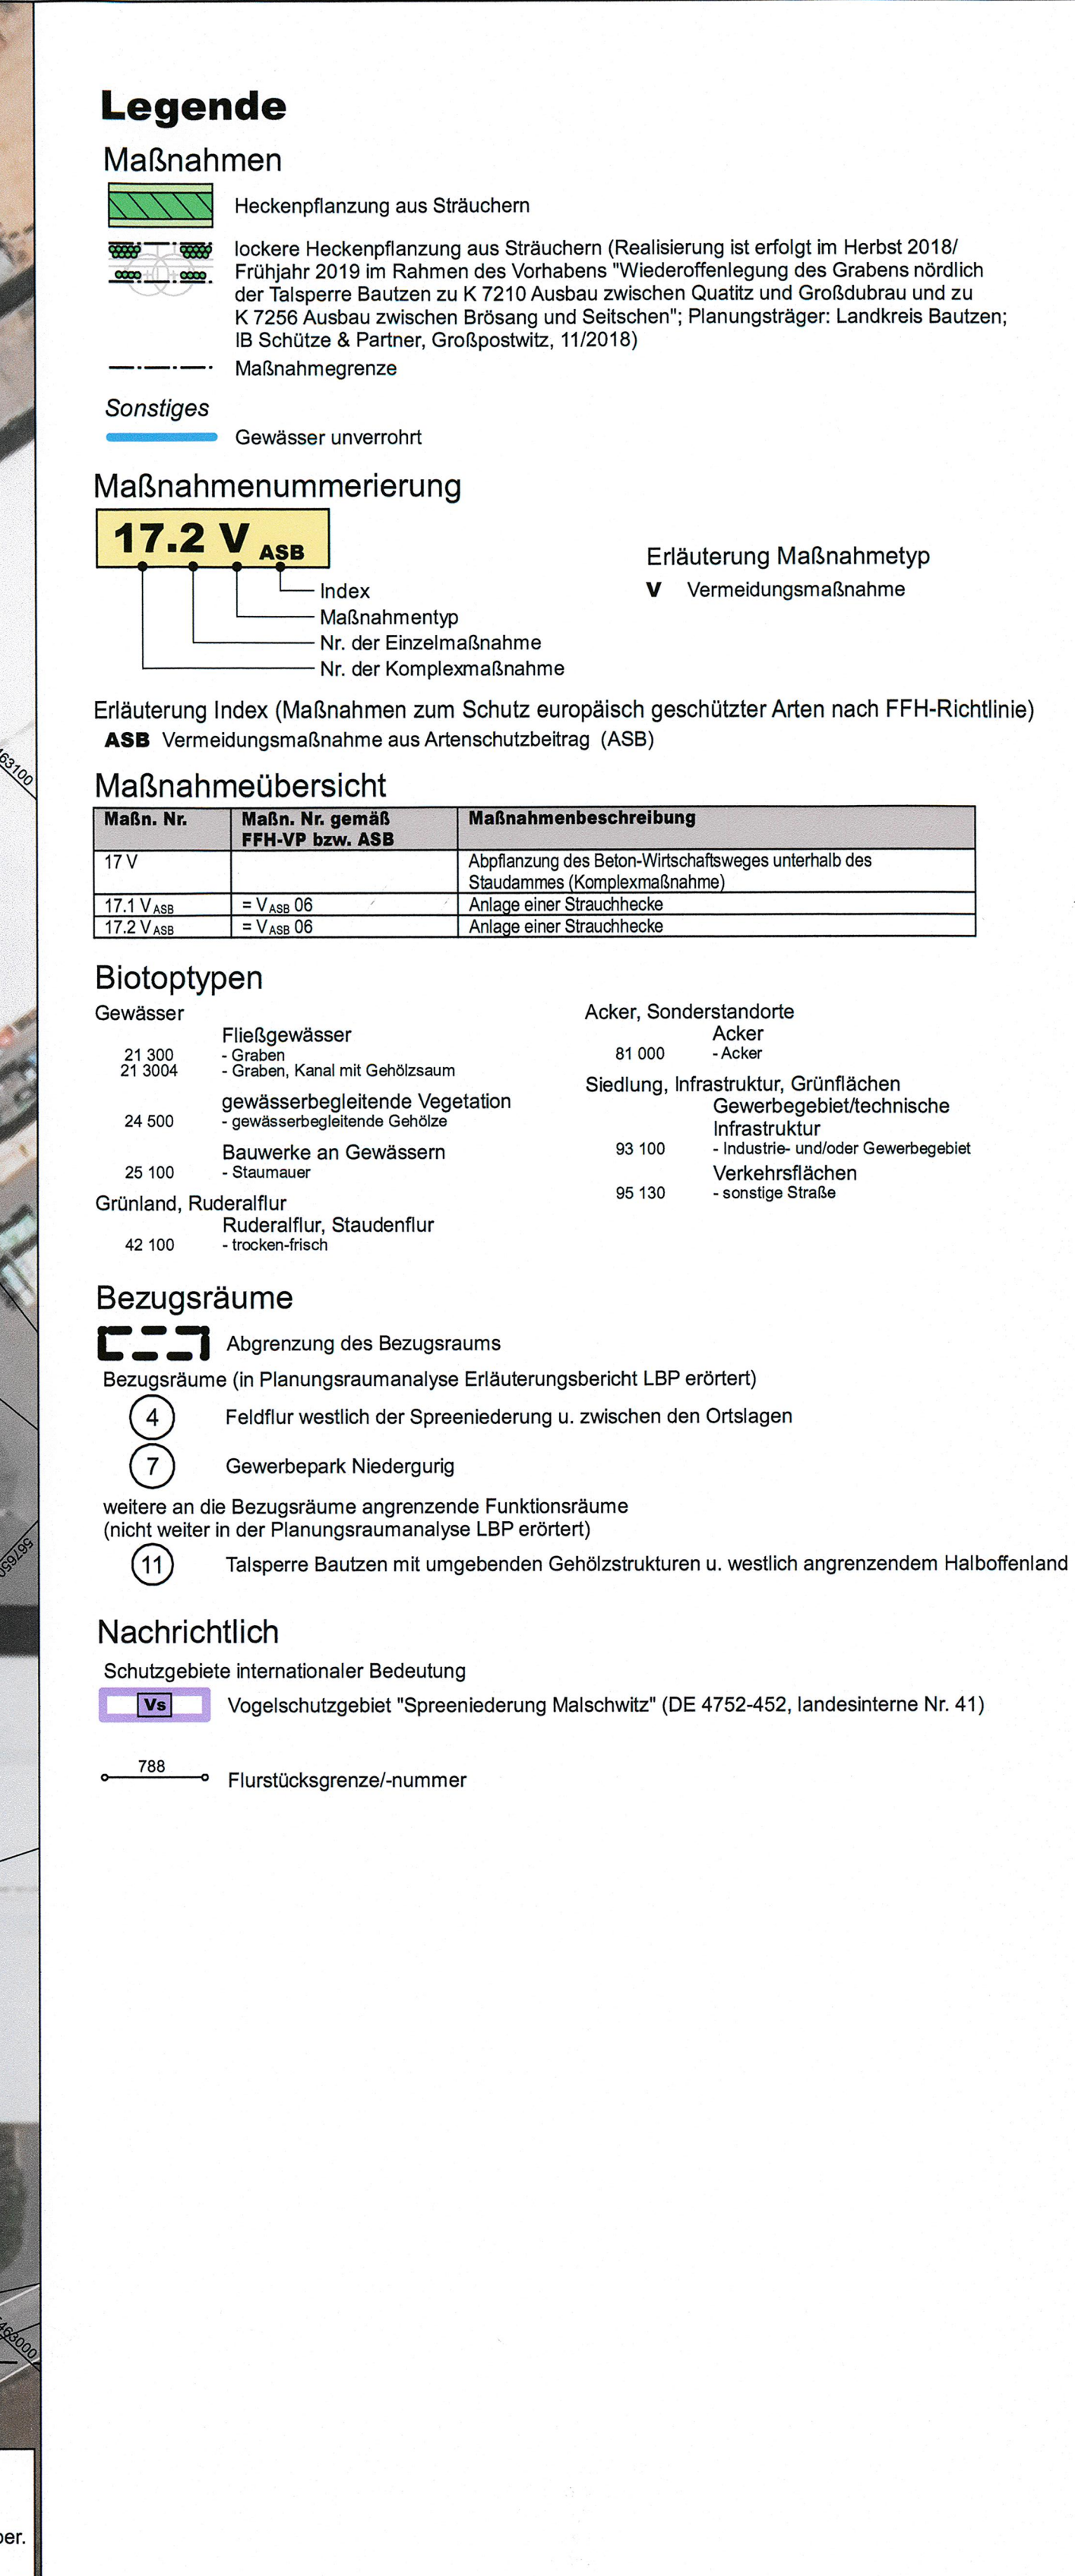 Legende
Maßnahmen
Heckenpflanzung aus Sträuchern
lockere Heckenpflanzung aus Sträuchern (Realisierung ist erfolgt im Herbst 2018/
Frühjahr 2019 im Rahmen des Vorhabens "Wiederoffenlegung des Grabens nördlich
der Talsperre Bautzen zu K 7210 Ausbau zwischen Quatitz und Großdubrau und zu
K 7256 Ausbau zwischen Brösang und Seitschen"; Planungsträger: Landkreis Bautzen;
IB Schütze & Partner, Großpostwitz, 11/2018)
Maßnahmegrenze
Sonstiges
Gewässer unverrohrt
Maßnahmenummerierung
17.2 V ASB
Index
Maßnahmentyp
Nr. der Einzelmaßnahme
Nr. der Komplexmaßnahme
Erläuterung Maßnahmetyp
V Vermeidungsmaßnahme
Erläuterung Index (Maßnahmen zum Schutz europäisch geschützter Arten nach FFH-Richtlinie)
ASB Vermeidungsmaßnahme aus Artenschutzbeitrag (ASB)
Maßnahmeübersicht
Maßn. Nr. Maßn. Nr. gemäß Maßnahmenbeschreibung
FFH-VP bzw. ASB
17 V Abpflanzung des Beton-Wirtschaftsweges unterhalb des
Staudammes (Komplexmaßnahme)
17.1 V ASB = V ASB 06 Anlage einer Strauchhecke
17.2 V ASB = V ASB 06 Anlage einer Strauchhecke
Biotoptypen
Gewässer
Fließgewässer
21 300 - Graben
21 3004 - Graben, Kanal mit Gehölzsaum
gewässerbegleitende Vegetation
24 500 - gewässerbegleitende Gehölze
Bauwerke an Gewässern
25 100 - Staumauer
Grünland, Ruderalflur
Ruderalflur, Staudenflur
42 100 - trocken-frisch
Acker, Sonderstandorte
Acker
81 000 - Acker
Siedlung, Infrastruktur, Grünflächen
Gewerbegebiet/technische
Infrastruktur
93 100 - Industrie- und/oder Gewerbegebiet
Verkehrsflächen
95 130 - sonstige Straße
Bezugsräume
Abgrenzung des Bezugsraums
Bezugsräume (in Planungsraumanalyse Erläuterungsbericht LBP erörtert)
4 Feldflur westlich der Spreeniederung u. zwischen den Ortslagen
7 Gewerbepark Niedergurig
weitere an die Bezugsräume angrenzende Funktionsräume
(nicht weiter in der Planungsraumanalyse LBP erörtert)
11 Talsperre Bautzen mit umgebenden Gehölzstrukturen u. westlich angrenzendem Halboffenland
Nachrichtlich
Schutzgebiete internationaler Bedeutung
Vs Vogelschutzgebiet "Spreeniederung Malschwitz" (DE 4752-452, landesinterne Nr. 41)
788
Flurstücksgrenze/-nummer